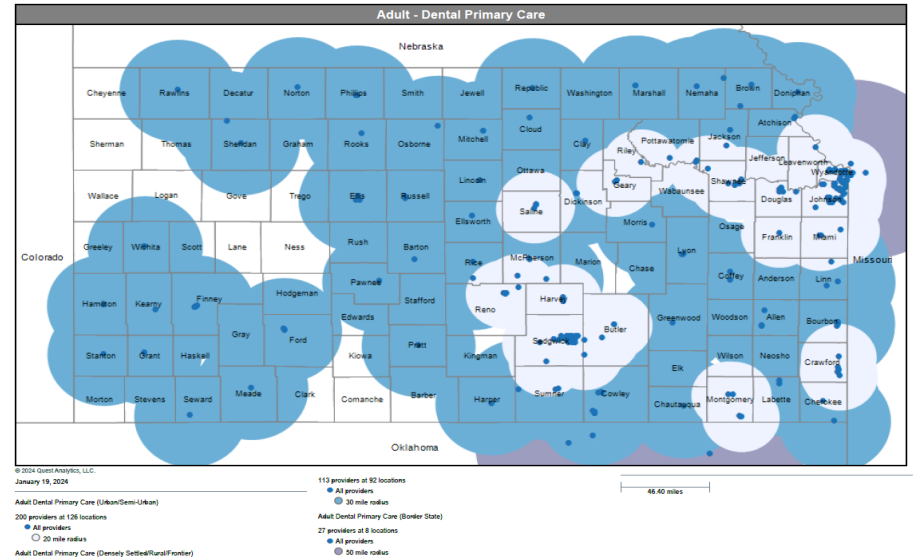 Adult - Dental Primary Care
Nebraska
Cheyenne Rawlins Decatur Norton Phillips Smith Jewell Republic Washington Marshall Nemaha Brown Doniphan
Atchison
Sherman Thomas Sheridan Graham Rooks Osborne Mitchell Cloud Clay Riley Pottawatomie Jackson
Jefferson Leavenworth
Ottawa
Wyandotte
Wallace Logan Gove Trego Ellis Russell Lincoln Saline Dickinson Geary Wabaunsee Shawnee Douglas Johnson
Ellsworth Morris Osage
Greeley Wichita Scott Lane Ness Rush Barton Franklin Miami
Colorado Rice McPherson Marion Chase Lyon Missouri
Hamilton Kearny Finney Hodgeman Pawnee Stafford Coffey Anderson Linn
Reno Harvey
Gray Ford Edwards Greenwood Woodson Allen Bourbon
Butler
Stanton Grant Haskell Kiowa Pratt Kingman Sedgwick Wilson Neosho Crawford
Elk
Morton Stevens Seward Meade Clark Comanche Barber Harper Sumner Cowley Chautauqua Montgomery Labette Cherokee
Oklahoma
© 2024 Quest Analytics, LLC.
January 19, 2024
Adult Dental Primary Care (Urban/Semi-Urban)
200 providers at 126 locations
All providers
20 mile radius
Adult Dental Primary Care (Densely Settled/Rural/Frontier)
113 providers at 92 locations
All providers
30 mile radius
Adult Dental Primary Care (Border State)
27 providers at 8 locations
All providers
50 mile radius
46.40 miles